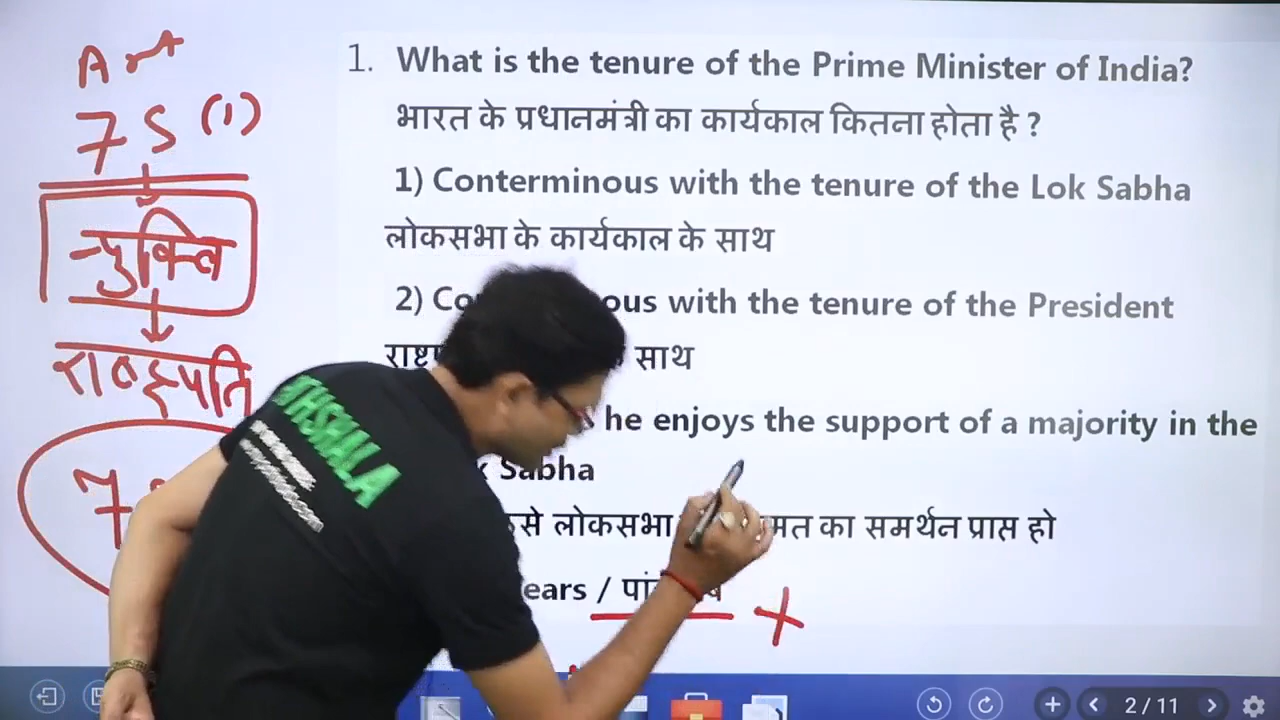 Art
75 (1)
नियुक्ति
राष्ट्रपति
1. What is the tenure of the Prime Minister of India?
भारत के प्रधानमंत्री का कार्यकाल कितना होता है ?
1) Conterminous with the tenure of the Lok Sabha
लोकसभा के कार्यकाल के साथ
2) Co ous with the tenure of the President
साथ
he enjoys the support of a majority in the
Sabha
से लोकसभा मत का समर्थन प्राप्त हो
ears /
THSHALA
2 / 11